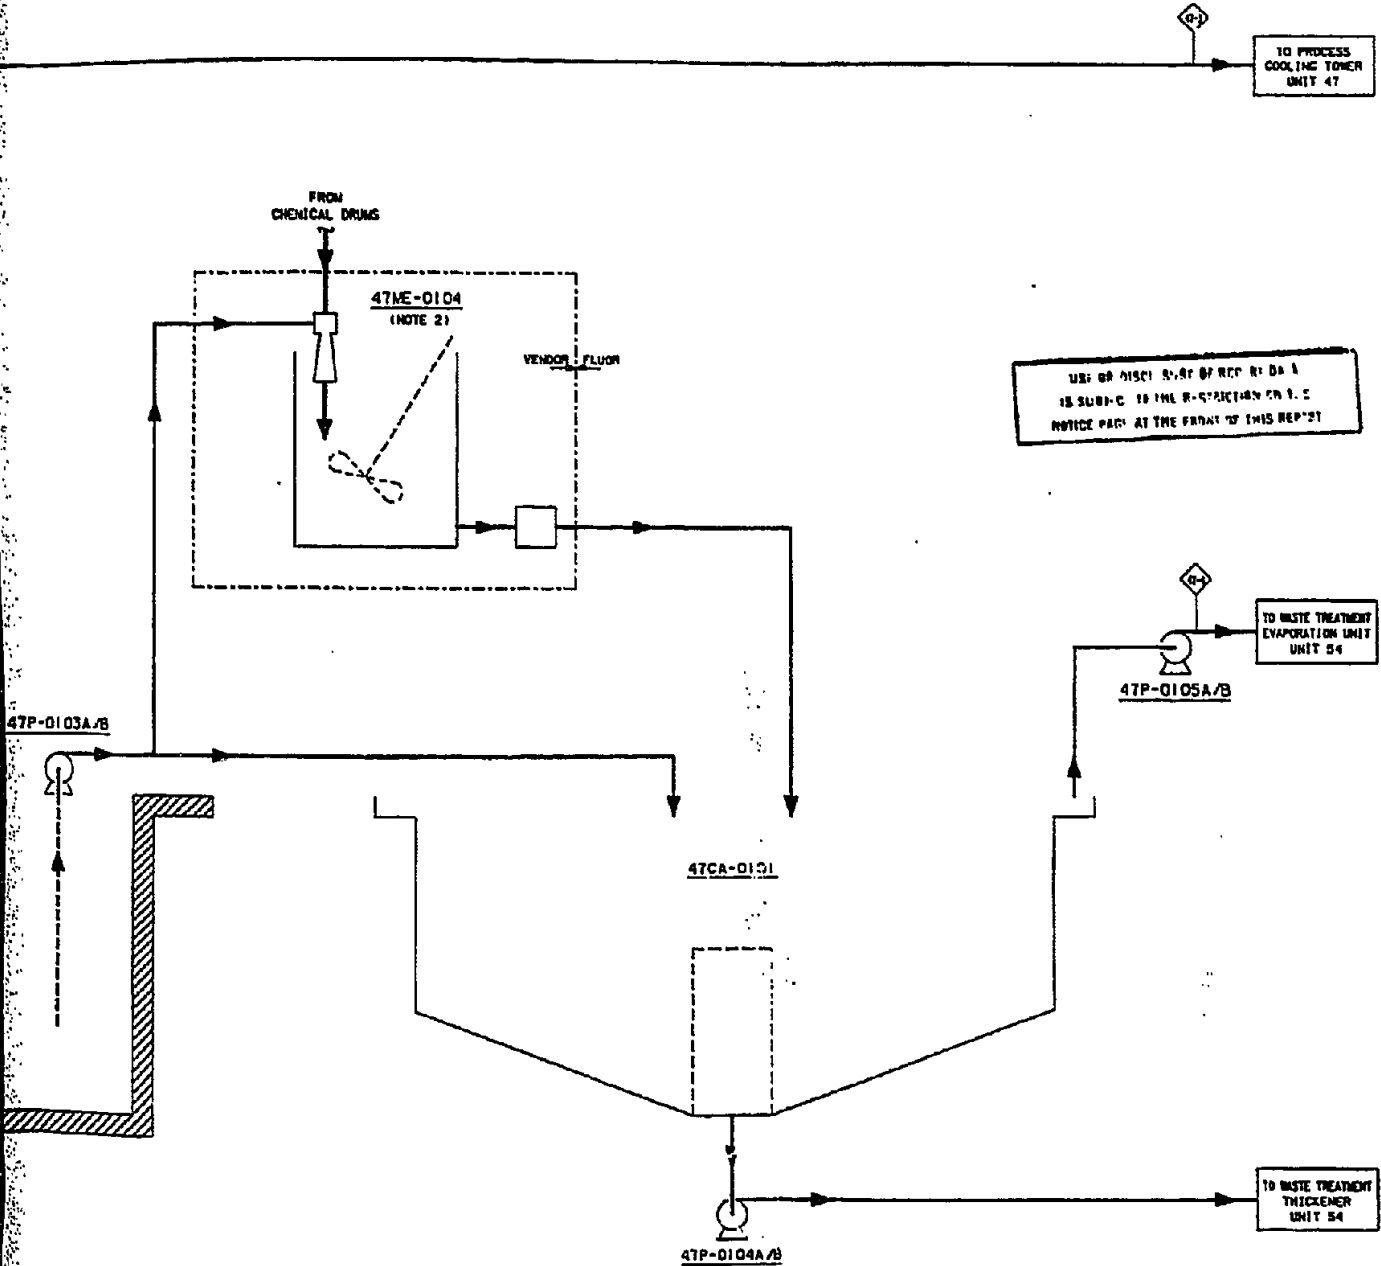 TO PROCESS
COOLING TOWER
UNIT 47
FROM
CHEMICAL DRUMS
47ME-0104
(NOTE 2)
VENDOR FLUOR
IS THE
NOTICE PAGE AT THE FRONT OF THIS REPORT
TO WASTE TREATMENT
EVAPORATION UNIT
UNIT 54
47P-0105A/B
47P-0103A/B
47CA-0101
TO WASTE TREATMENT
THICKENER
UNIT 54
47P-0104A/B